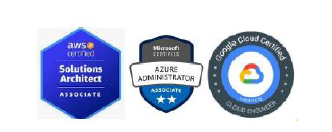 aws
certified
Solutions
Architect
ASSOCIATE
Microsoft
CERTIFIED
AZURE
ADMINISTRATOR
ASSOCIATE
Google Cloud Certified
CLOUD ENGINEER